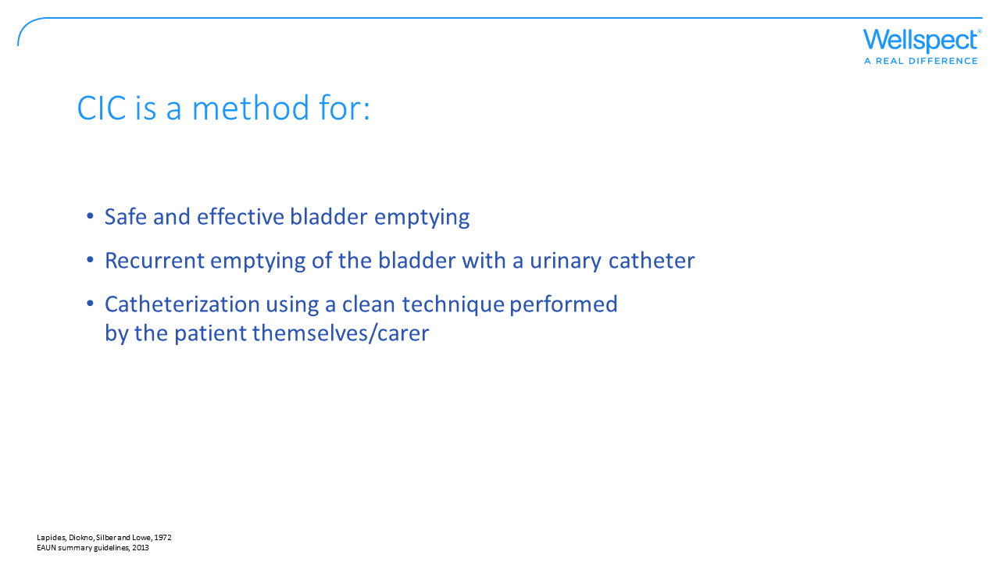 Wellspect®
A REAL DIFFERENCE
CIC is a method for:
• Safe and effective bladder emptying
• Recurrent emptying of the bladder with a urinary catheter
• Catheterization using a clean technique performed
by the patient themselves/carer
Lapides, Diokno, Silber and Lowe, 1972
EAUN summary guidelines, 2013